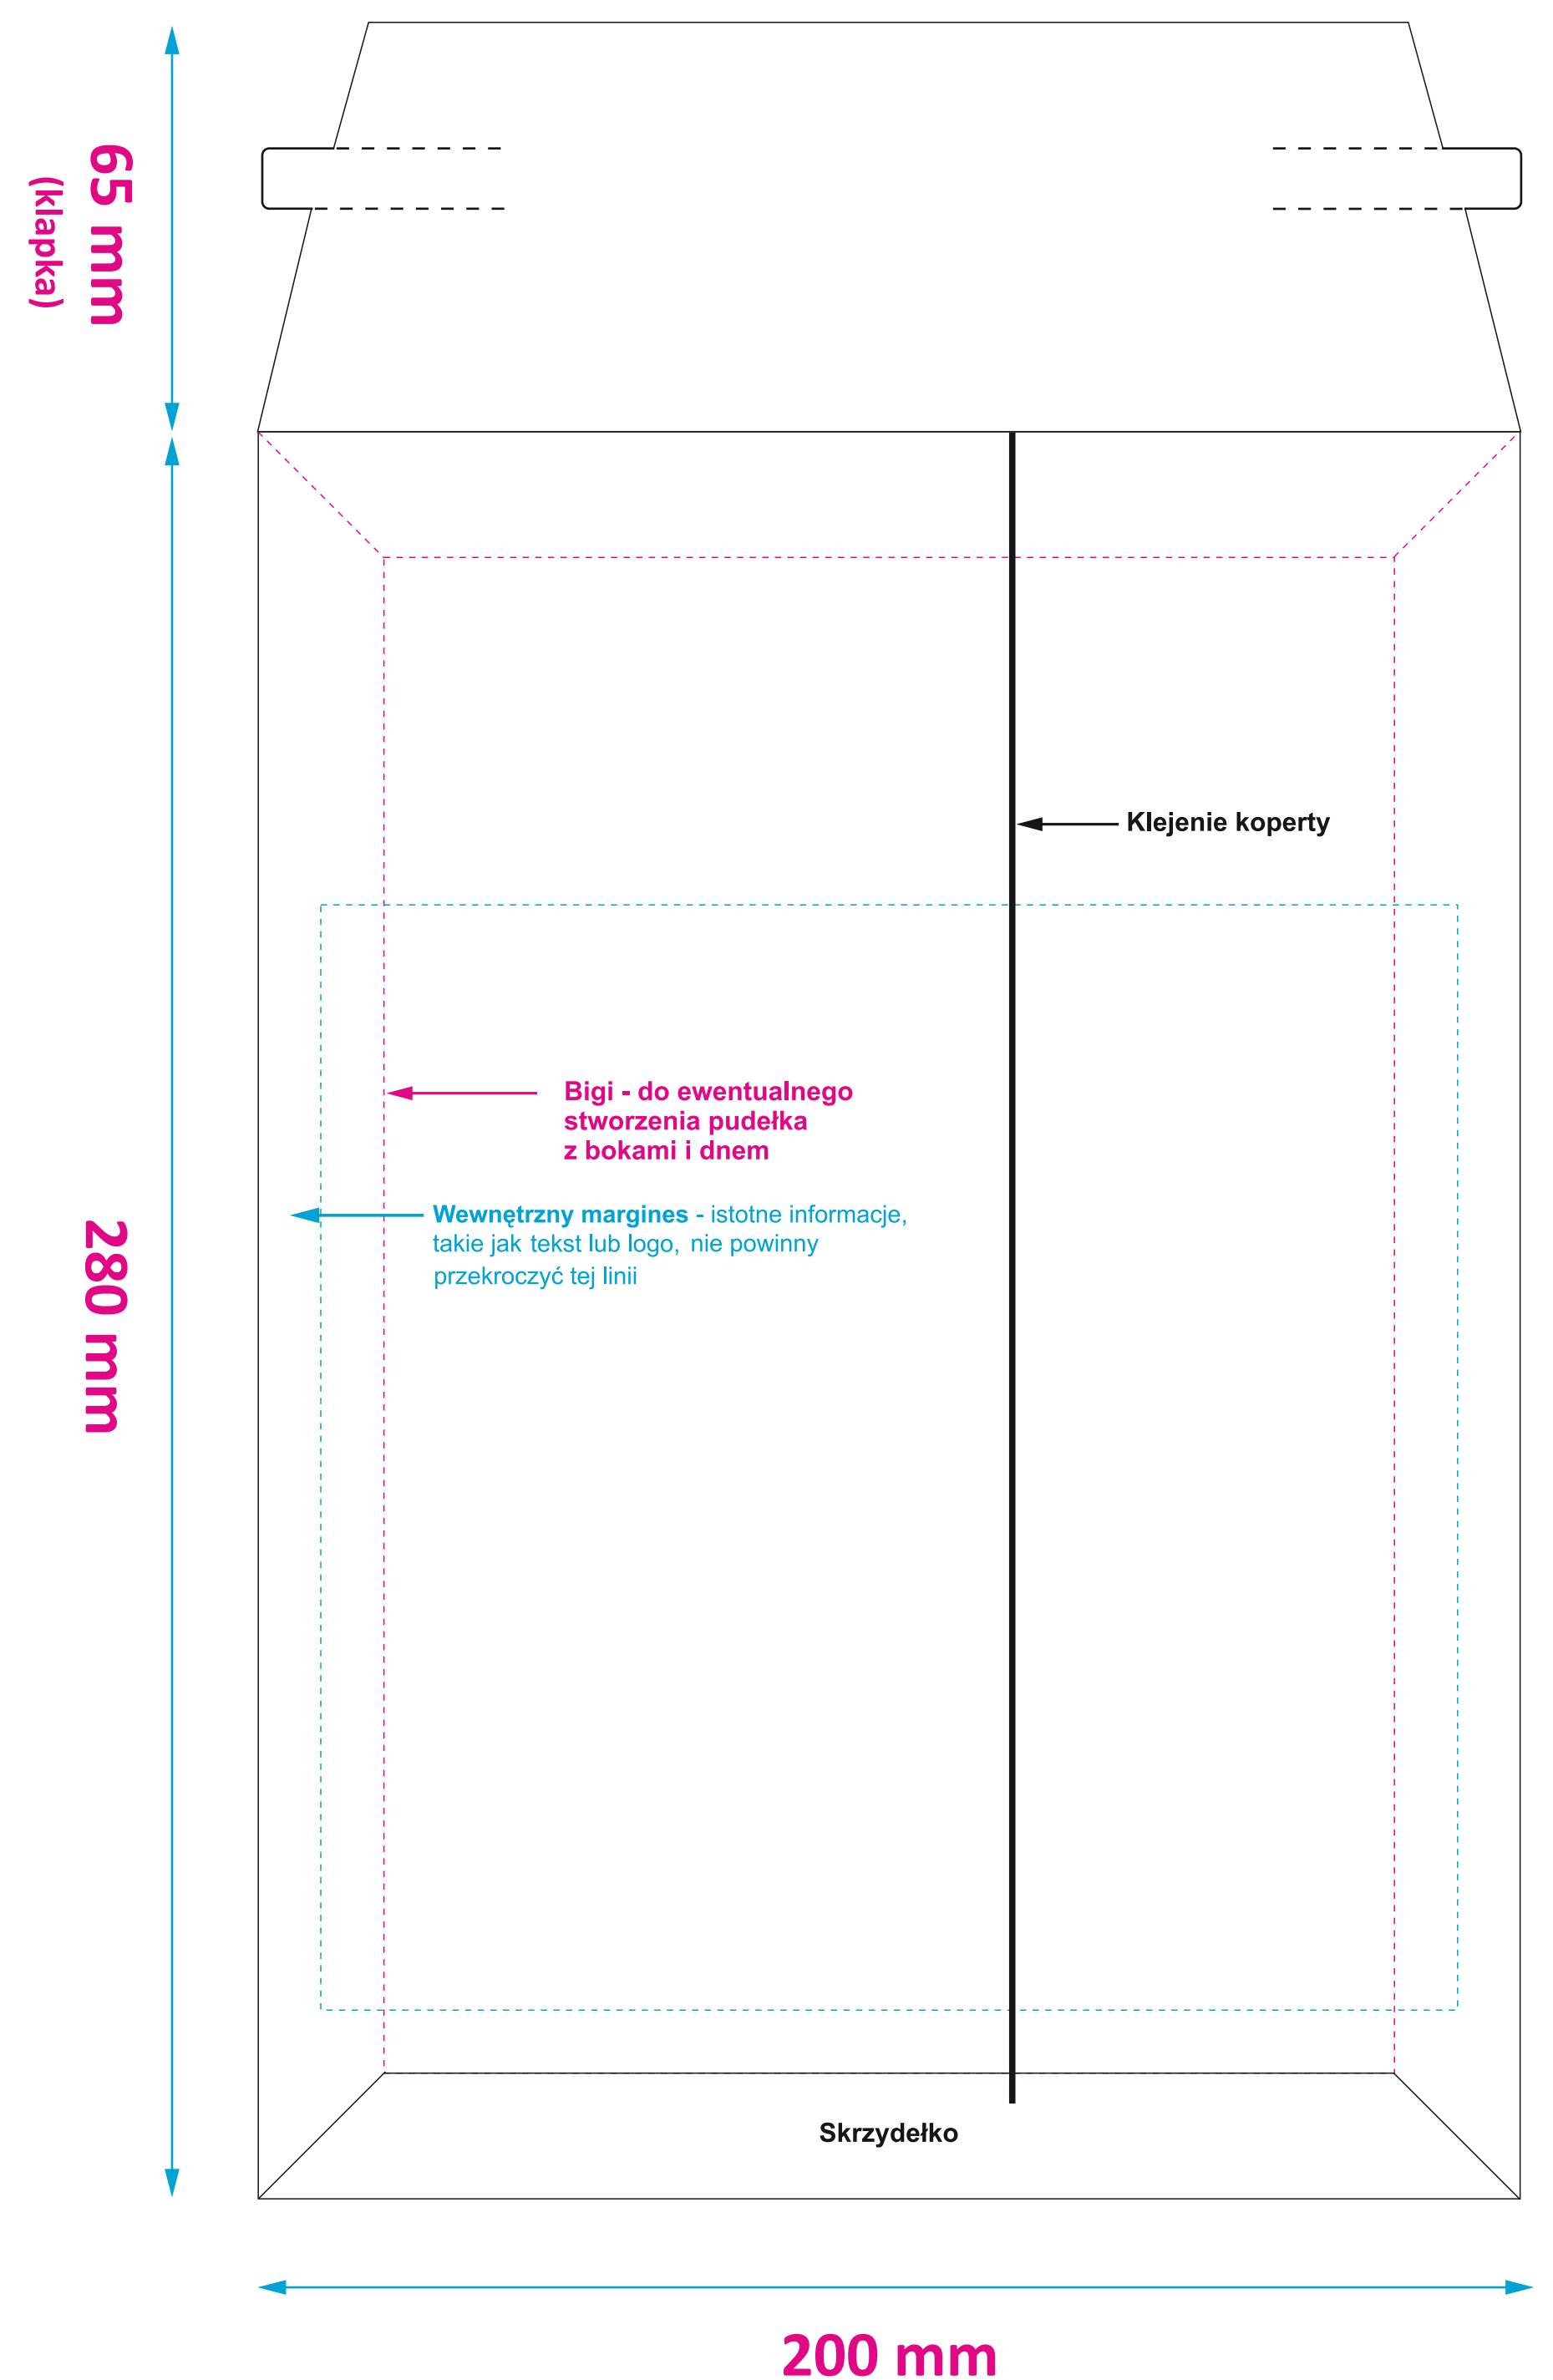 65 mm
(klapka)
Klejenie koperty
Bigi - do ewentualnego
stworzenia pudełka
z bokami i dnem
Wewnętrzny margines - istotne informacje,
takie jak tekst lub logo, nie powinny
przekroczyć tej linii
280 mm
Skrzydełko
200 mm